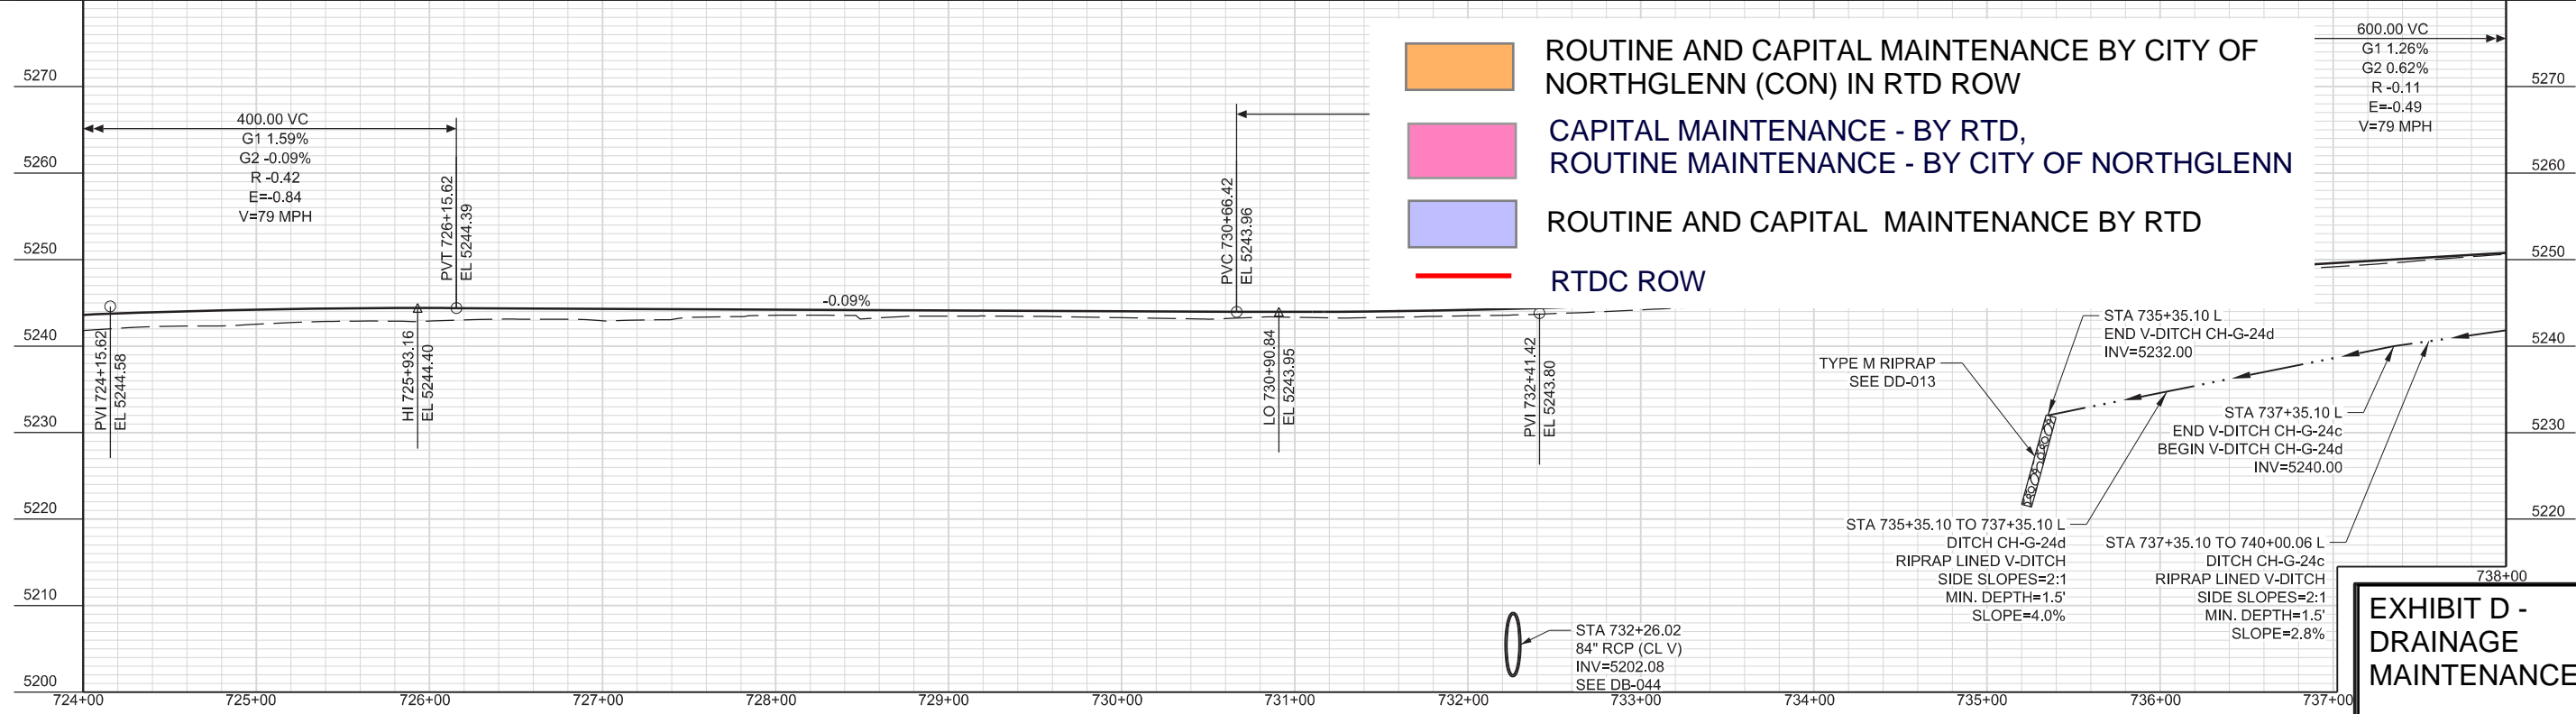 5270
5260
5250
5240
5230
5220
5210
5200
400.00 VC
G1 1.59%
G2 -0.09%
R -0.42
E=-0.84
V=79 MPH
PVI 724+15.62
EL 5244.58
HI 725+93.16
EL 5244.40
PVT 726+15.62
EL 5244.39
-0.09%
PVC 730+66.42
EL 5243.96
LO 730+90.84
EL 5243.95
PVI 732+41.42
EL 5243.80
ROUTINE AND CAPITAL MAINTENANCE BY CITY OF
NORTHGLENN (CON) IN RTD ROW
CAPITAL MAINTENANCE - BY RTD,
ROUTINE MAINTENANCE - BY CITY OF NORTHGLENN
ROUTINE AND CAPITAL MAINTENANCE BY RTD
RTDC ROW
600.00 VC
G1 1.26%
G2 0.62%
R -0.11
E=-0.49
V=79 MPH
5270
5260
5250
5240
5230
5220
STA 735+35.10 L
END V-DITCH CH-G-24d
INV=5232.00
TYPE M RIPRAP
SEE DD-013
STA 737+35.10 L
END V-DITCH CH-G-24c
BEGIN V-DITCH CH-G-24d
INV=5240.00
STA 735+35.10 TO 737+35.10 L
DITCH CH-G-24d
RIPRAP LINED V-DITCH
SIDE SLOPES=2:1
MIN. DEPTH=1.5'
SLOPE=4.0%
STA 737+35.10 TO 740+00.06 L
DITCH CH-G-24c
RIPRAP LINED V-DITCH
SIDE SLOPES=2:1
MIN. DEPTH=1.5'
SLOPE=2.8%
STA 732+26.02
84" RCP (CL V)
INV=5202.08
SEE DB-044
738+00
EXHIBIT D -
DRAINAGE
MAINTENANCE
724+00
725+00
726+00
727+00
728+00
729+00
730+00
731+00
732+00
733+00
734+00
735+00
736+00
737+00